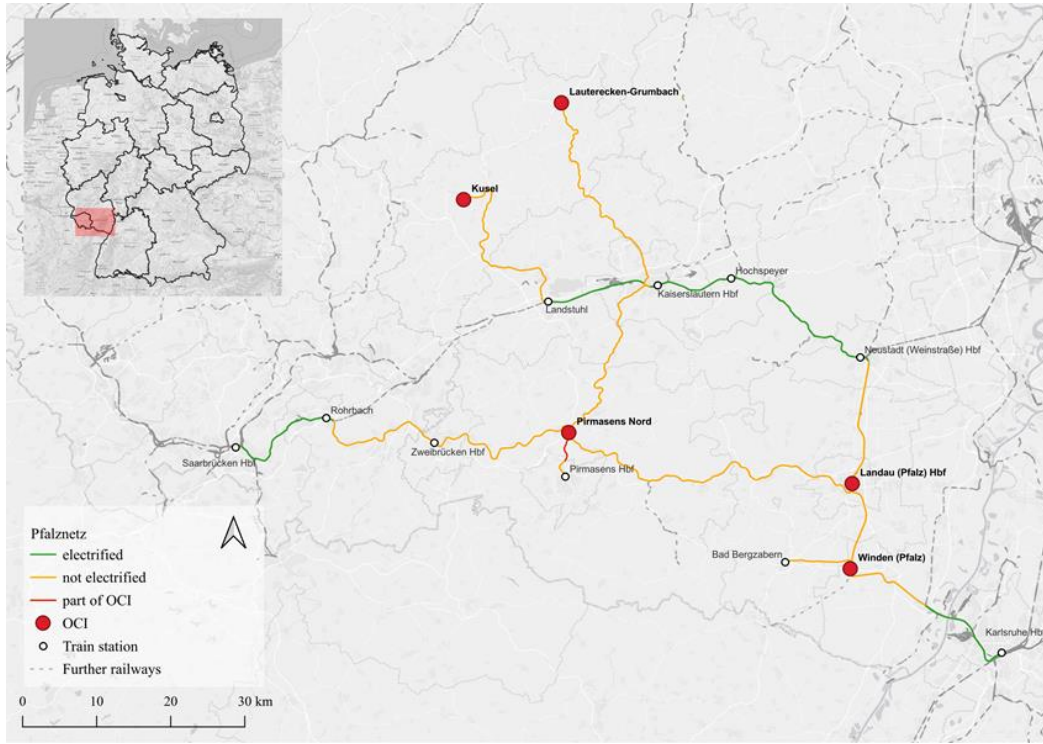 Lauterecken-Grumbach
Kusel
Hochspeyer
Kaiserslautern Hbf
Landstuhl
Neustadt (Weinstraße) Hbf
Rohrbach
Pirmasens Nord
Zweibrücken Hbf
Saarbrücken Hbf
Pirmasens Hbf
Landau (Pfalz) Hbf
Bad Bergzabern
Winden (Pfalz)
Karlsruhe Hbf
Pfalznetz
electrified
not electrified
part of OCI
OCI
Train station
Further railways
0 10 20 30 km